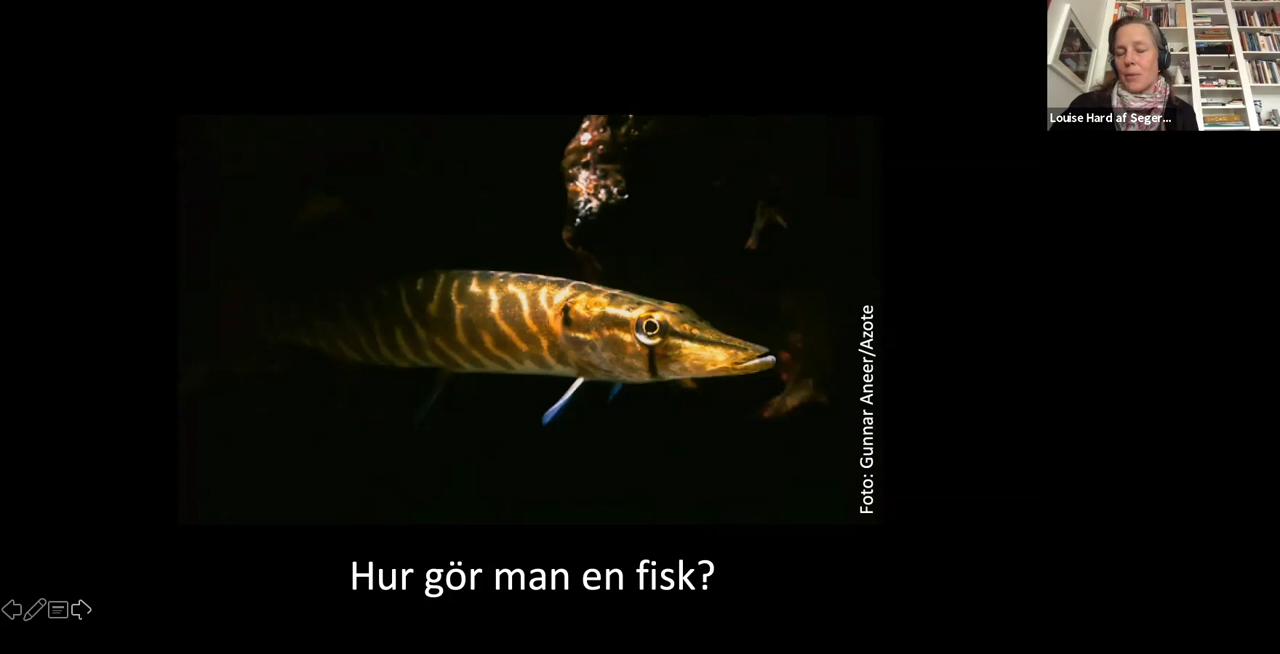 Louise Hard af Seger...
Foto: Gunnar Aneer/Azote
Hur gör man en fisk?